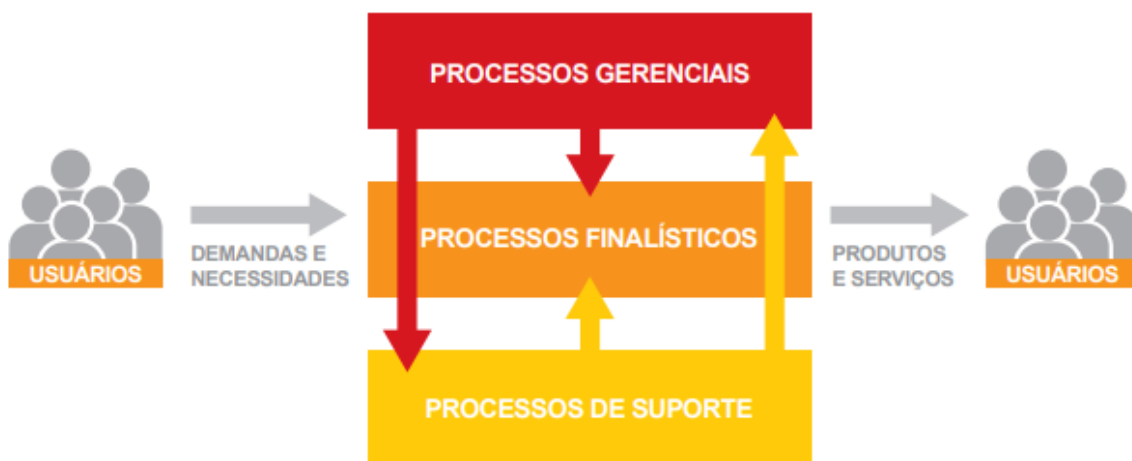 PROCESSOS GERENCIAIS
USUÁRIOS
DEMANDAS E
NECESSIDADES
PROCESSOS FINALÍSTICOS
PRODUTOS
E SERVIÇOS
USUÁRIOS
PROCESSOS DE SUPORTE